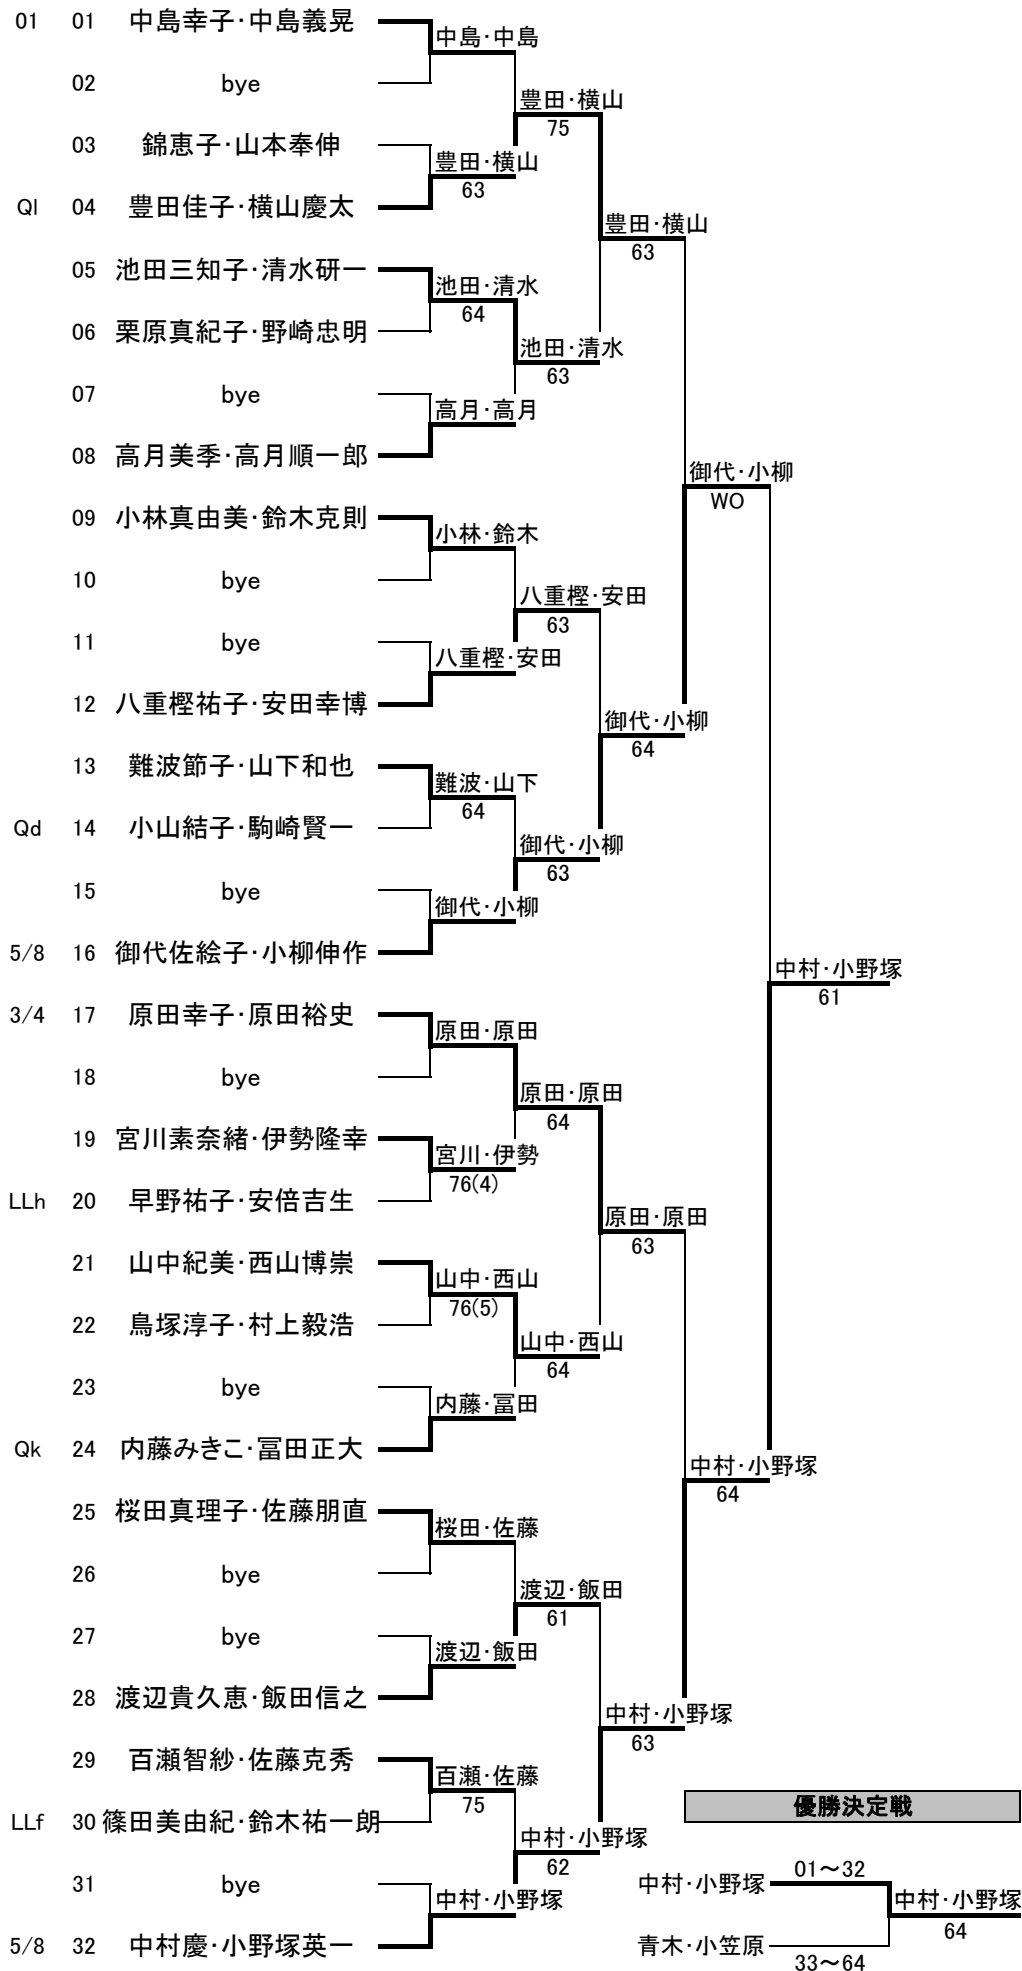 01 01 中島幸子・中島義晃
中島・中島
02 bye
豊田・横山
75
03 錦恵子・山本奉伸
豊田・横山
63
Ql 04 豊田佳子・横山慶太
豊田・横山
63
05 池田三知子・清水研一
池田・清水
64
06 栗原真紀子・野崎忠明
池田・清水
63
07 bye
高月・高月
08 高月美季・高月順一郎
御代・小柳
WO
09 小林真由美・鈴木克則
小林・鈴木
10 bye
八重樫・安田
63
11 bye
八重樫・安田
12 八重樫祐子・安田幸博
御代・小柳
64
13 難波節子・山下和也
難波・山下
64
Qd 14 小山結子・駒崎賢一
御代・小柳
63
15 bye
御代・小柳
5/8 16 御代佐絵子・小柳伸作
中村・小野塚
61
3/4 17 原田幸子・原田裕史
原田・原田
18 bye
原田・原田
64
19 宮川素奈緒・伊勢隆幸
宮川・伊勢
76(4)
LLh 20 早野祐子・安倍吉生
原田・原田
63
21 山中紀美・西山博崇
山中・西山
76(5)
22 鳥塚淳子・村上毅浩
山中・西山
64
23 bye
内藤・冨田
Qk 24 内藤みきこ・冨田正大
中村・小野塚
64
25 桜田真理子・佐藤朋直
桜田・佐藤
26 bye
渡辺・飯田
61
27 bye
渡辺・飯田
28 渡辺貴久恵・飯田信之
中村・小野塚
63
29 百瀬智紗・佐藤克秀
百瀬・佐藤
75
優勝決定戦
LLf 30 篠田美由紀・鈴木祐一朗
中村・小野塚
62
31 bye
中村・小野塚
5/8 32 中村慶・小野塚英一
01～32
中村・小野塚
中村・小野塚
64
青木・小笠原
33～64